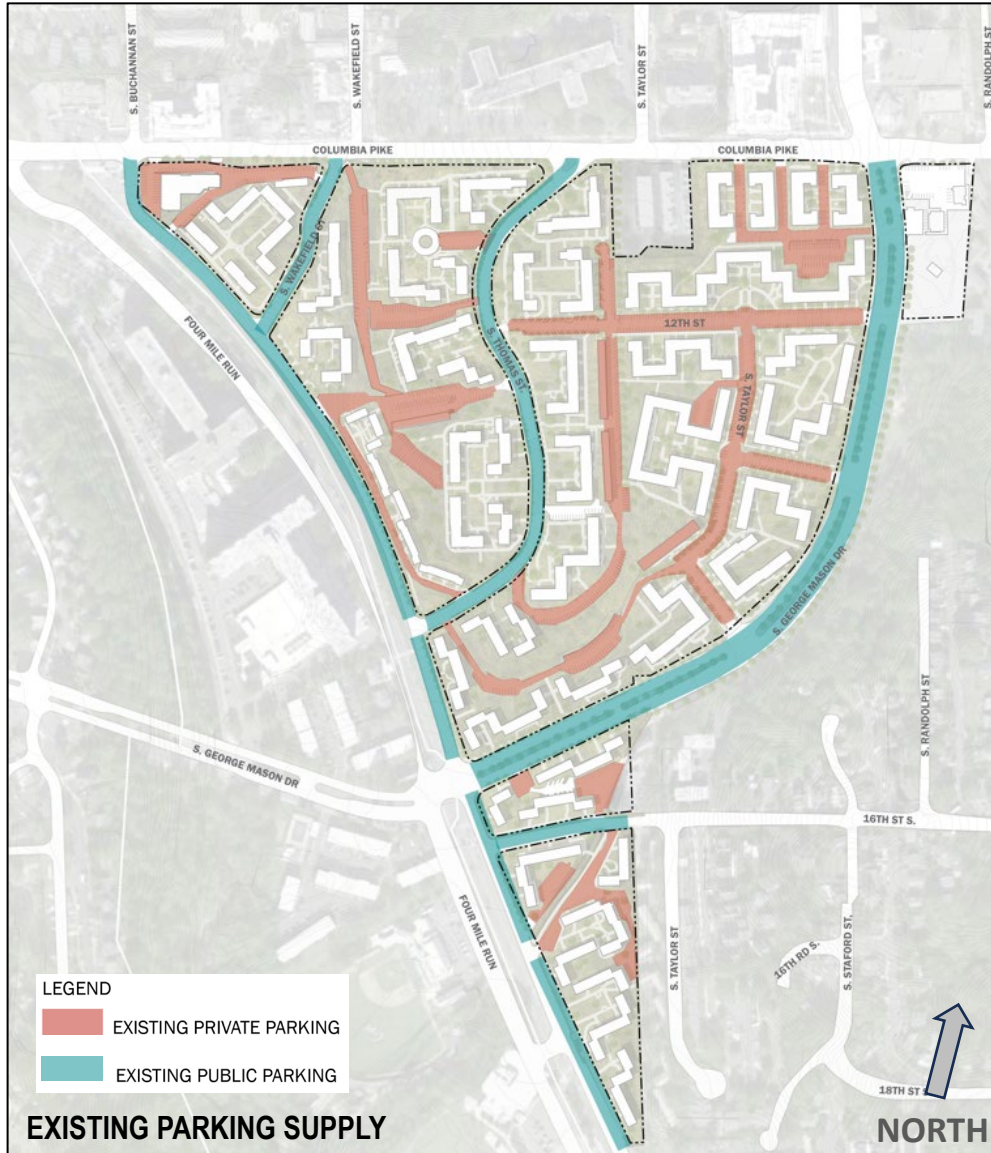 S. BUCHANNAN ST
S. WAKEFIELD ST
S. TAYLOR ST
S. RANDOLPH ST
COLUMBIA PIKE
COLUMBIA PIKE
S. WAKEFIELD ST
FOUR MILE RUN
S. THOMAS ST.
12TH ST
S. TAYLOR ST
S. GEORGE MASON DR
S. RANDOLPH ST
S. GEORGE MASON DR
16TH ST S.
FOUR MILE RUN
S. TAYLOR ST
16TH RD S.
S. STAFORD ST.
18TH ST S
LEGEND
EXISTING PRIVATE PARKING
EXISTING PUBLIC PARKING
EXISTING PARKING SUPPLY
NORTH